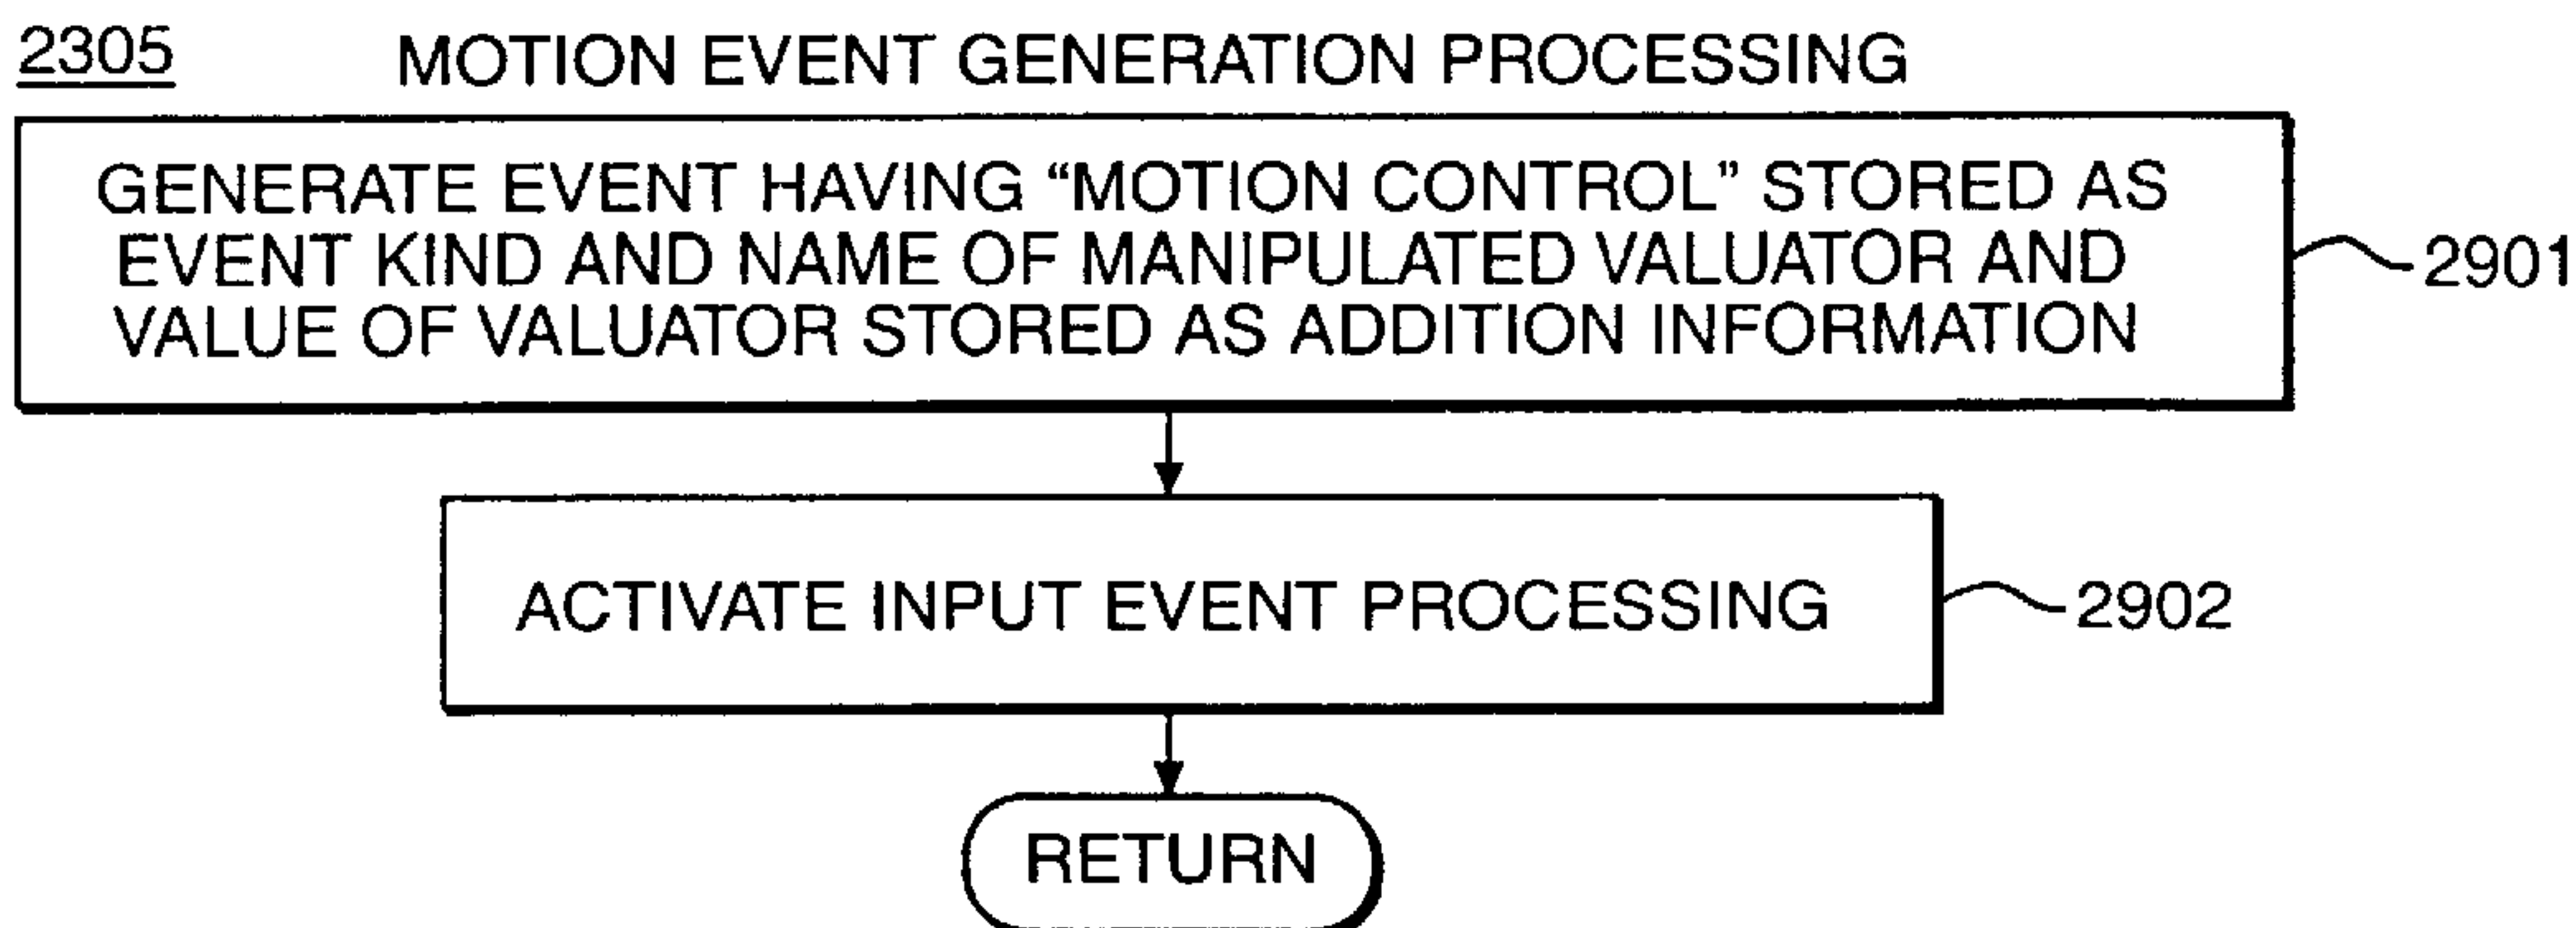 2305 MOTION EVENT GENERATION PROCESSING
GENERATE EVENT HAVING “MOTION CONTROL” STORED AS
EVENT KIND AND NAME OF MANIPULATED VALUATOR AND
VALUE OF VALUATOR STORED AS ADDITION INFORMATION
2901
ACTIVATE INPUT EVENT PROCESSING
2902
RETURN